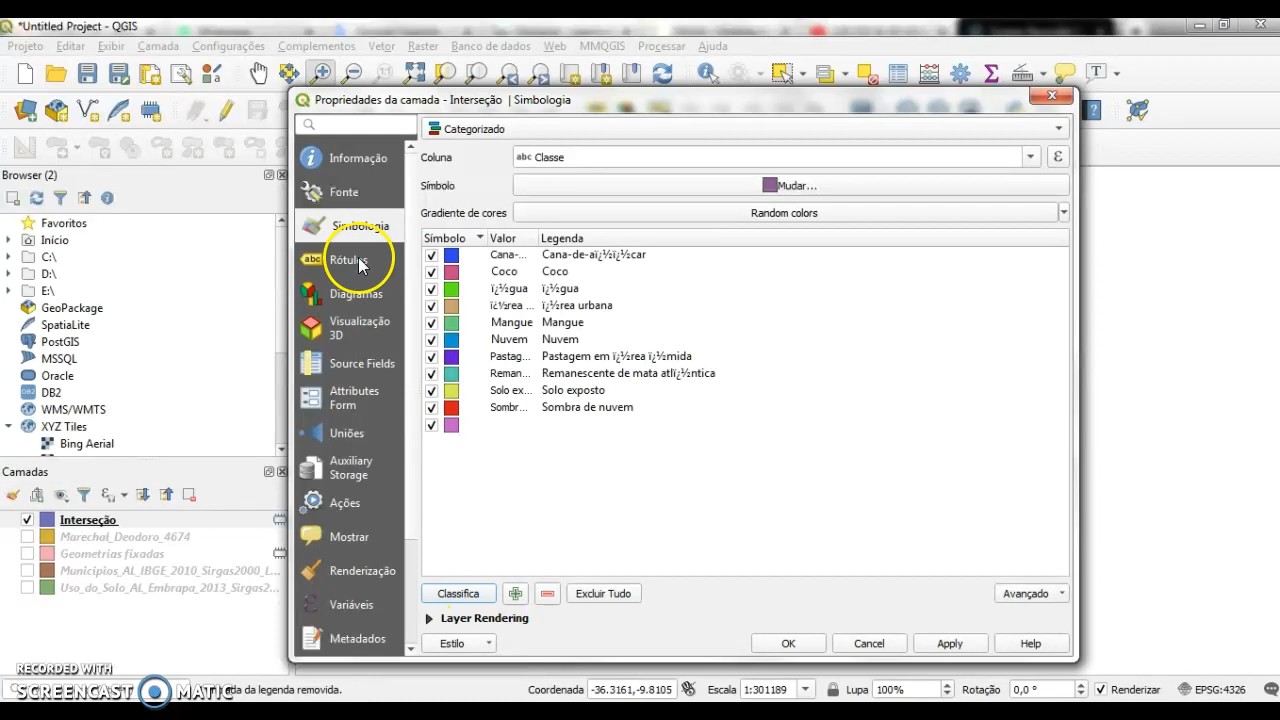 *Untitled Project - QGIS
Projeto Editar Exibir Camada Configurações Complementos Vetor Raster Banco de dados Web MMQGIS Processar Ajuda
Propriedades da camada - Interseção | Simbologia
Browser (2)
Favoritos
Início
C:\
D:\
E:\
GeoPackage
SpatiaLite
PostGIS
MSSQL
Oracle
DB2
WMS/WMTS
XYZ Tiles
Bing Aerial
Camadas
Interseção
Marechal_Deodoro_4674
Geometrias fixadas
Municipios_AL_IBGE_2010_Sirgas2000_L...
Uso_do_Solo_AL_Embrapa_2013_Sirgas2...
Informação
Fonte
Simbologia
abc Rótulos
Diagramas
Visualização
3D
Source Fields
Attributes
Form
Uniões
Auxiliary
Storage
Ações
Mostrar
Renderização
Variáveis
Metadados
Categorizado
Coluna abc Classe ε
Símbolo Mudar...
Gradiente de cores Random colors
Símbolo Valor Legenda
Cana-... Cana-de-aï¿½ï¿½car
Coco Coco
ï¿½gua ï¿½gua
ï¿½rea ... ï¿½rea urbana
Mangue Mangue
Nuvem Nuvem
Pastag... Pastagem em ï¿½rea ï¿½mida
Reman... Remanescente de mata atlï¿½ntica
Solo ex... Solo exposto
Sombr... Sombra de nuvem
Classifica Excluir Tudo Avançado
Layer Rendering
Estilo OK Cancel Apply Help
RECORDED WITH
SCREENCAST MATIC
da legenda removida. Coordenada -36.3161,-9.8105 Escala 1:301189 Lupa 100% Rotação 0,0 ° Renderizar EPSG:4326